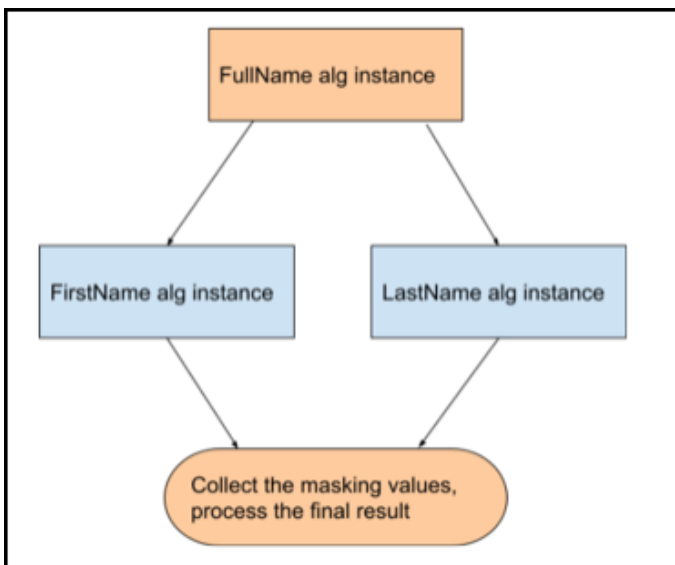 FullName alg instance
FirstName alg instance
LastName alg instance
Collect the masking values,
process the final result